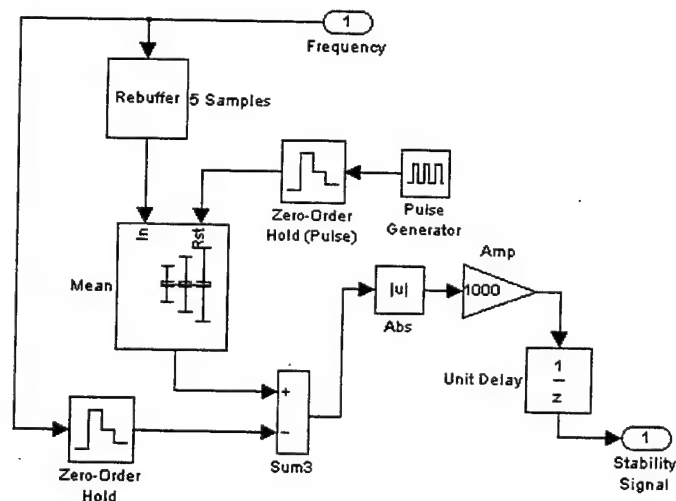 1
Frequency
Rebuffer
5 Samples
Zero-Order
Hold (Pulse)
Pulse
Generator
In
Rst
Mean
Amp
|u|
1000
Abs
Unit Delay
1
z
+
−
Sum3
Zero-Order
Hold
1
Stability
Signal